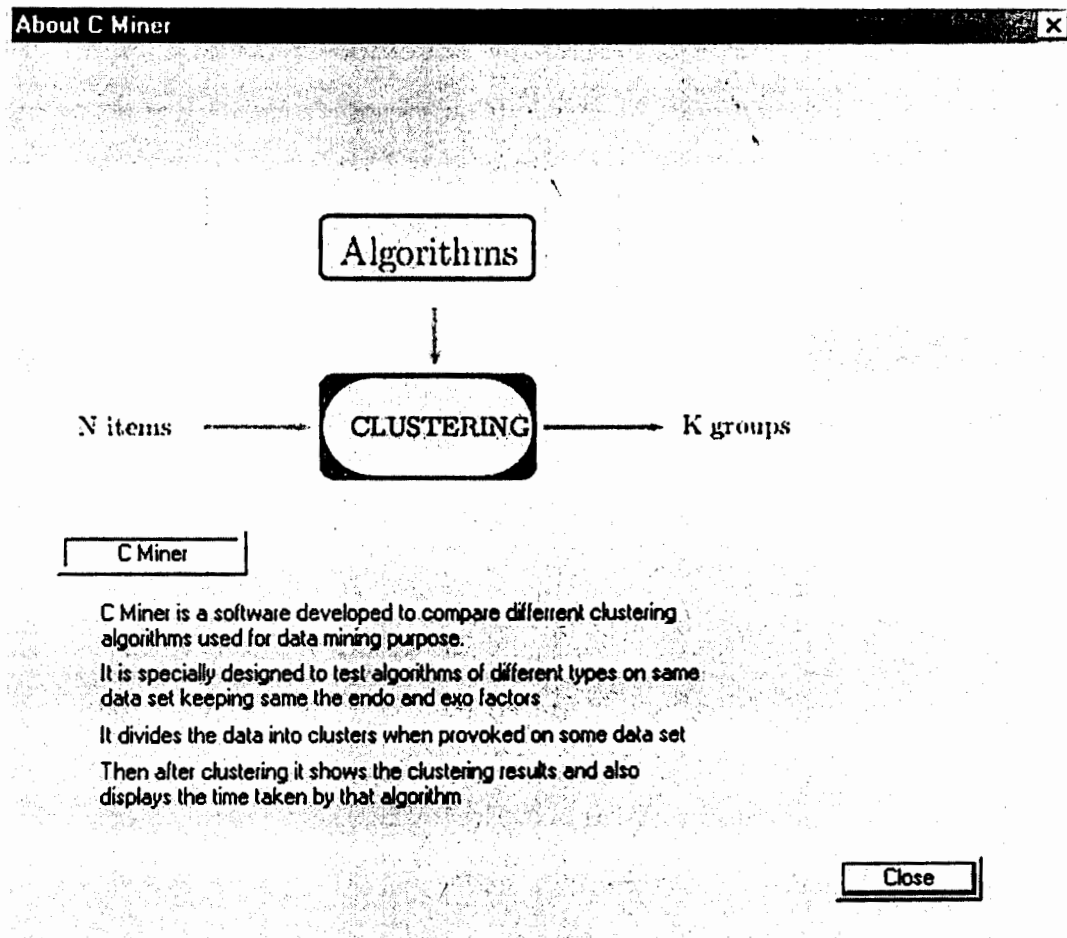 About C Miner
Algorithms
N items
CLUSTERING
K groups
C Miner
C Miner is a software developed to compare differrent clustering
algorithms used for data mining purpose.
It is specially designed to test algorithms of different types on same
data set keeping same the endo and exo factors
It divides the data into clusters when provoked on some data set
Then after clustering it shows the clustering results and also
displays the time taken by that algorithm
Close